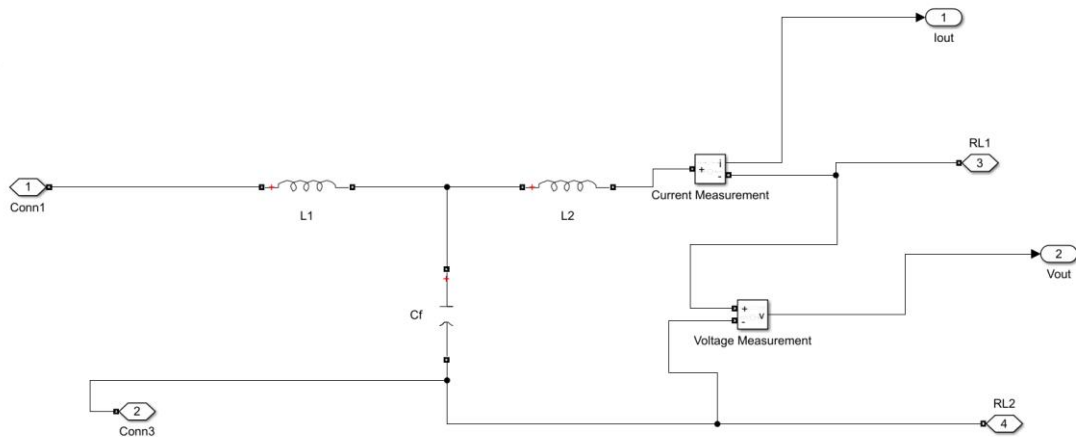 1
Iout
RL1
3
1
Conn1
L1
L2
+
i
-
Current Measurement
2
Vout
+
-
v
Voltage Measurement
Cf
2
Conn3
RL2
4